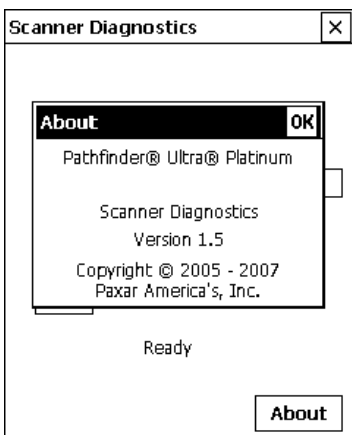 Scanner Diagnostics
About OK
Pathfinder® Ultra® Platinum
Scanner Diagnostics
Version 1.5
Copyright © 2005 - 2007
Paxar America's, Inc.
Ready
About